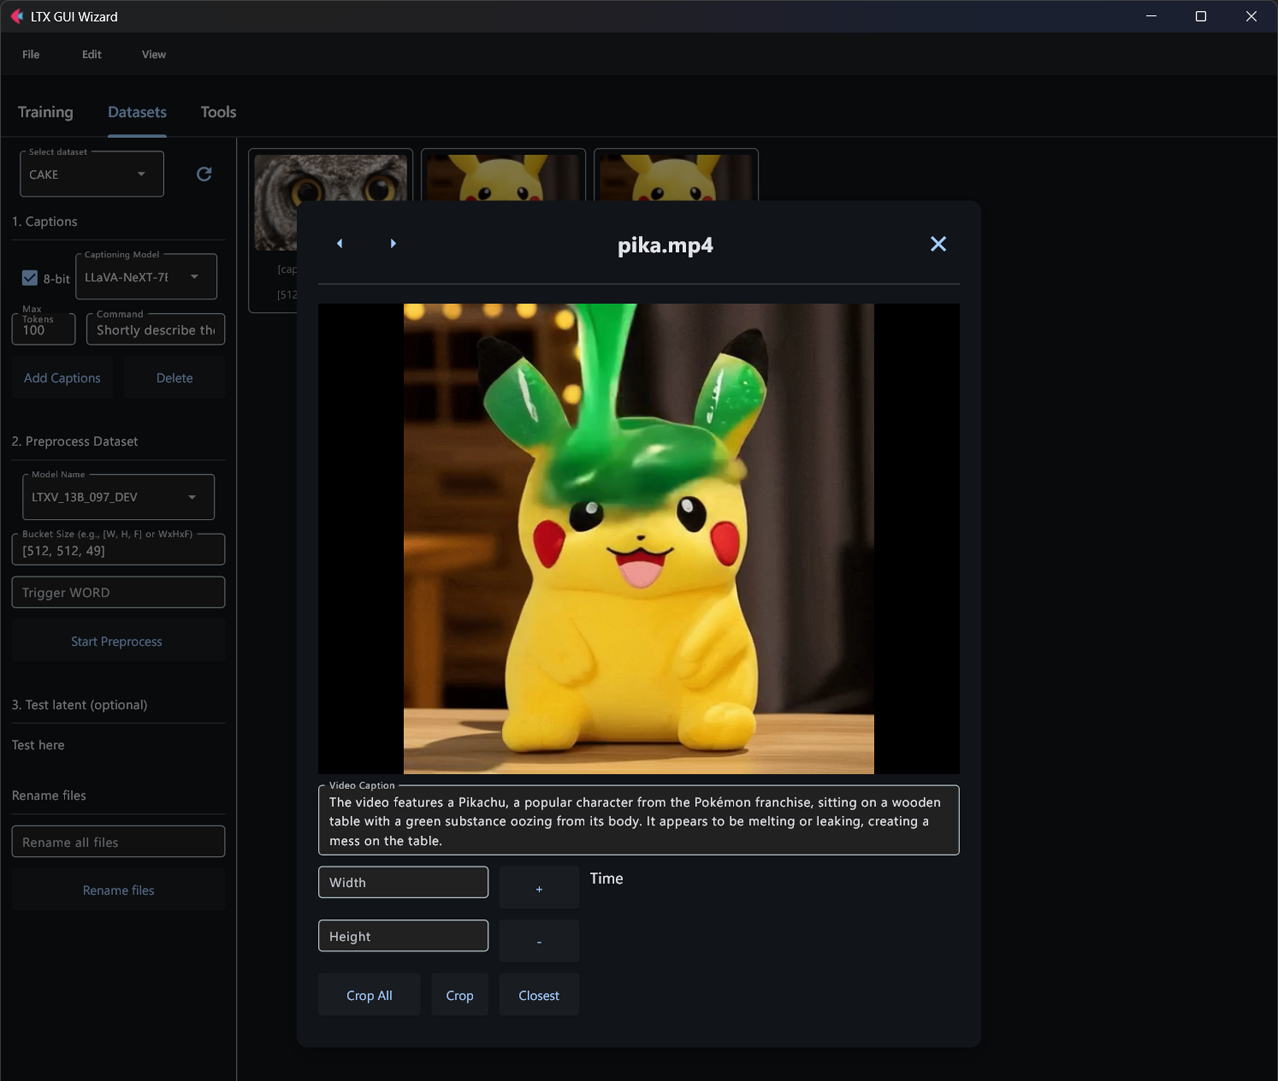 LTX GUI Wizard
File Edit View
Training Datasets Tools
Select dataset
CAKE
1. Captions
8-bit
Captioning Model
LLaVA-NeXT-7
Max Tokens
100
Command
Shortly describe the
Add Captions Delete
2. Preprocess Dataset
Model Name
LTXV_13B_097_DEV
Bucket Size (e.g., [W, H, F] or WxHxF)
[512, 512, 49]
Trigger WORD
Start Preprocess
3. Test latent (optional)
Test here
Rename files
Rename all files
Rename files
[cap
[512
pika.mp4
Video Caption
The video features a Pikachu, a popular character from the Pokémon franchise, sitting on a wooden
table with a green substance oozing from its body. It appears to be melting or leaking, creating a
mess on the table.
Width + Time
Height -
Crop All Crop Closest